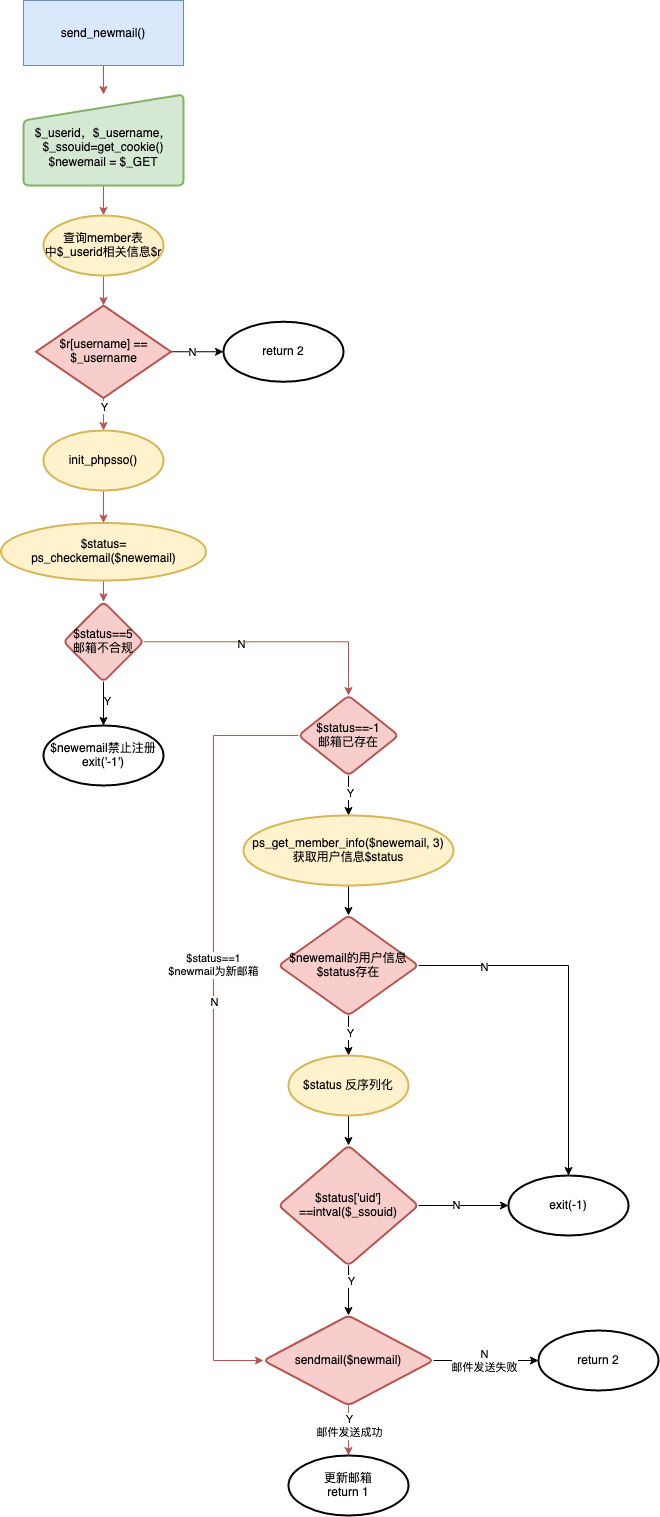 send_newmail()
$_userid, $_username,
$_ssouid=get_cookie()
$newemail = $_GET
查询member表
中$_userid相关信息$r
$r[username] ==
$_username
N
return 2
Y
init_phpsso()
$status=
ps_checkemail($newemail)
$status==5
邮箱不合规
N
Y
$newemail禁止注册
exit('-1')
$status==-1
邮箱已存在
Y
ps_get_member_info($newemail, 3)
获取用户信息$status
$status==1
$newmail为新邮箱
N
$newemail的用户信息
$status存在
N
Y
$status 反序列化
$status['uid']
==intval($_ssouid)
N
exit(-1)
Y
sendmail($newmail)
N
邮件发送失败
return 2
Y
邮件发送成功
更新邮箱
return 1